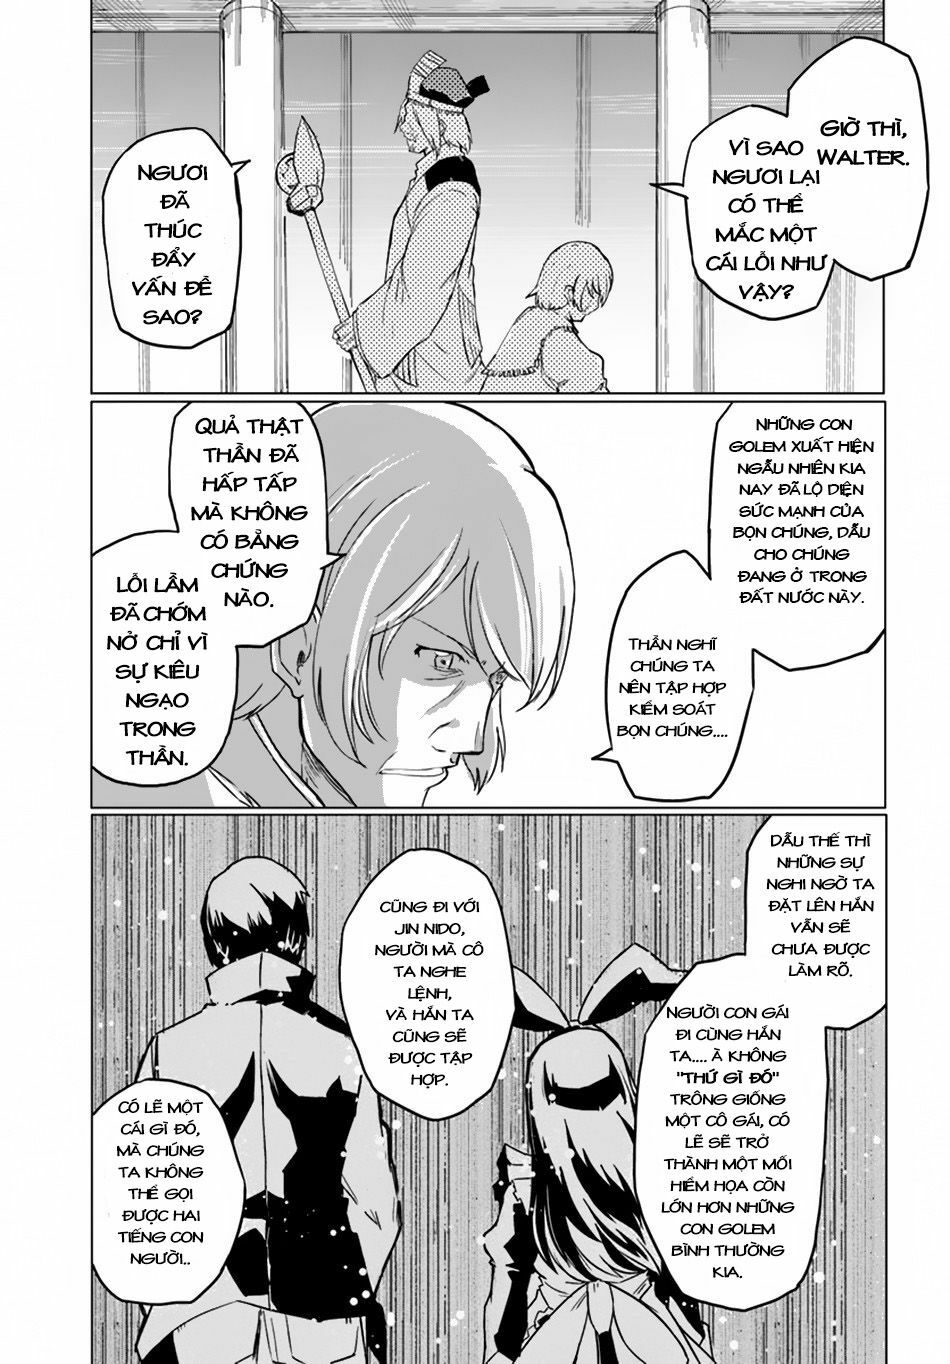 GIỜ THÌ,
WALTER.
VÌ SAO
NGƯƠI LẠI
CÓ THỂ
MẮC MỘT
CÁI LỖI NHƯ
VẬY?
NGƯƠI
ĐÃ
THÚC
ĐẨY
VẤN ĐỀ
SAO?
NHỮNG CON
GOLEM XUẤT HIỆN
NGẪU NHIÊN KIA
NAY ĐÃ LỘ DIỆN
SỨC MẠNH CỦA
BỌN CHÚNG, DẪU
CHO CHÚNG
ĐANG Ở TRONG
ĐẤT NƯỚC NÀY.
THẦN NGHĨ
CHÚNG TA
NÊN TẬP HỢP
KIỂM SOÁT
BỌN CHÚNG....
QUẢ THẬT
THẦN ĐÃ
HẤP TẤP
MÀ KHÔNG
CÓ BẰNG
CHỨNG
NÀO.
LỖI LẦM
ĐÃ CHỚM
NỞ CHỈ VÌ
SỰ KIÊU
NGẠO
TRONG
THẦN.
DẪU THẾ THÌ
NHỮNG SỰ
NGHI NGỜ TA
ĐẶT LÊN HẮN
VẪN SẼ
CHƯA ĐƯỢC
LÀM RÕ.
NGƯỜI CON GÁI
ĐI CÙNG HẮN
TA.... À KHÔNG
"THỨ GÌ ĐÓ"
TRÔNG GIỐNG
MỘT CÔ GÁI, CÓ
LẼ SẼ TRỞ
THÀNH MỘT MỐI
HIỂM HỌA CÒN
LỚN HƠN NHỮNG
CON GOLEM
BÌNH THƯỜNG
KIA.
CŨNG ĐI VỚI
JIN NIDO,
NGƯỜI MÀ CÔ
TA NGHE
LỆNH,
VÀ HẮN TA
CŨNG SẼ
ĐƯỢC TẬP
HỢP.
CÓ LẼ MỘT
CÁI GÌ ĐÓ,
MÀ CHÚNG
TA KHÔNG
THỂ GỌI
ĐƯỢC HAI
TIẾNG CON
NGƯỜI..